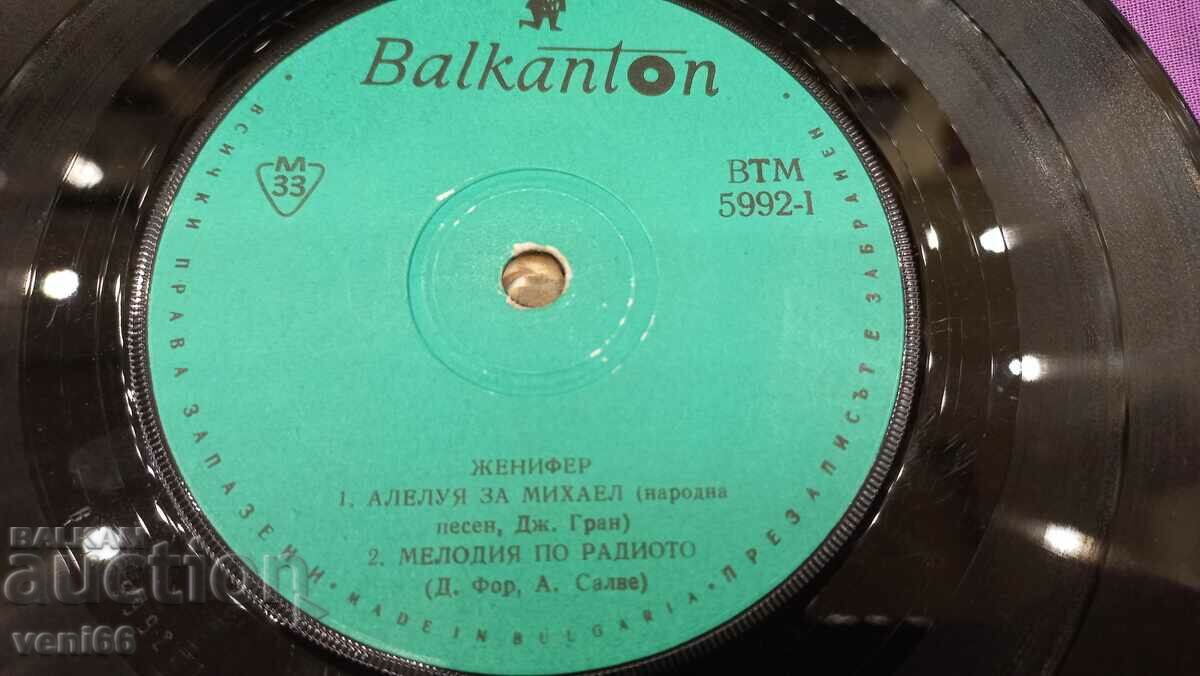 Balkanton
M
33
ВТМ
5992-I
ЖЕНИФЕР
1. АЛЕЛУЯ ЗА МИХАЕЛ (народна
песен, Дж. Гран)
2. МЕЛОДИЯ ПО РАДИОТО
(Д. Фор, А. Салве)
• ВСИЧКИ ПРАВА ЗАПАЗЕНИ • MADE IN BULGARIA • ПРЕЗАПИСЪТ Е ЗАБРАНЕН •
BALKAN
auction
veni66